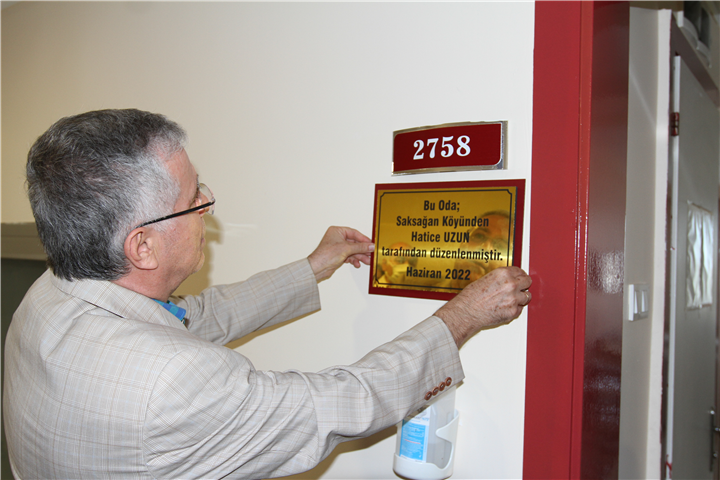 2758
Bu Oda;
Saksağan Köyünden
Hatice UZUN
tarafından düzenlenmiştir.
Haziran 2022